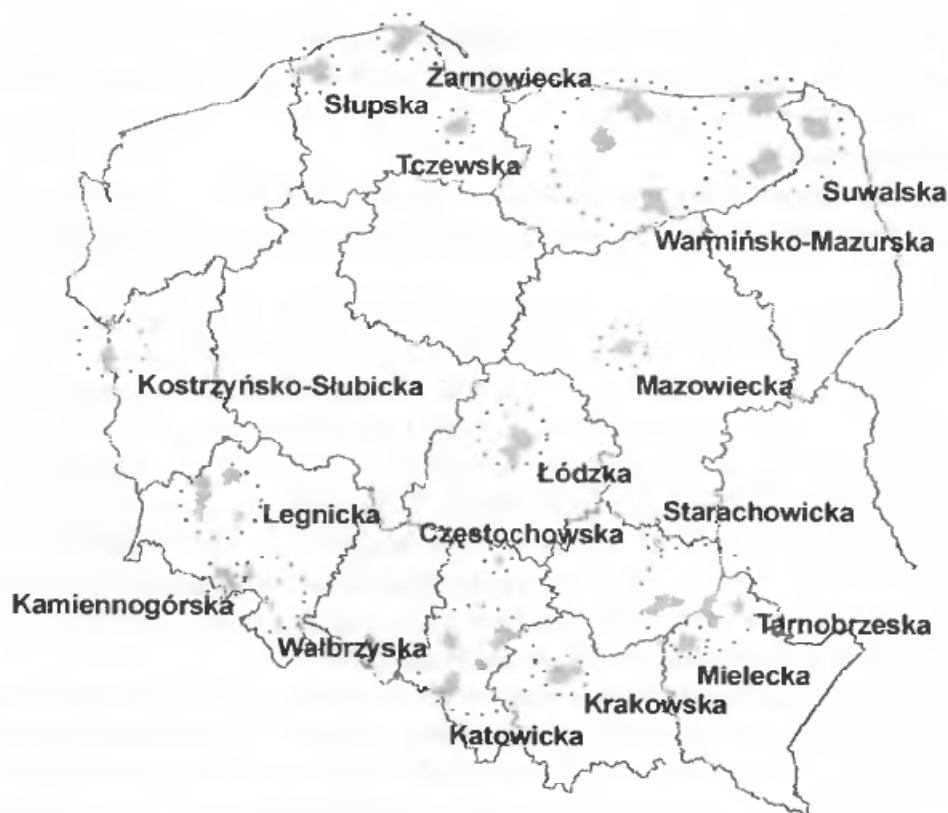 Żarnowiecka
Słupska
Tczewska
Suwalska
Warmińsko-Mazurska
Kostrzyńsko-Słubicka
Mazowiecka
Łódzka
Legnicka
Starachowicka
Częstochowska
Kamiennogórska
Tarnobrzeska
Wałbrzyska
Mielecka
Krakowska
Katowicka